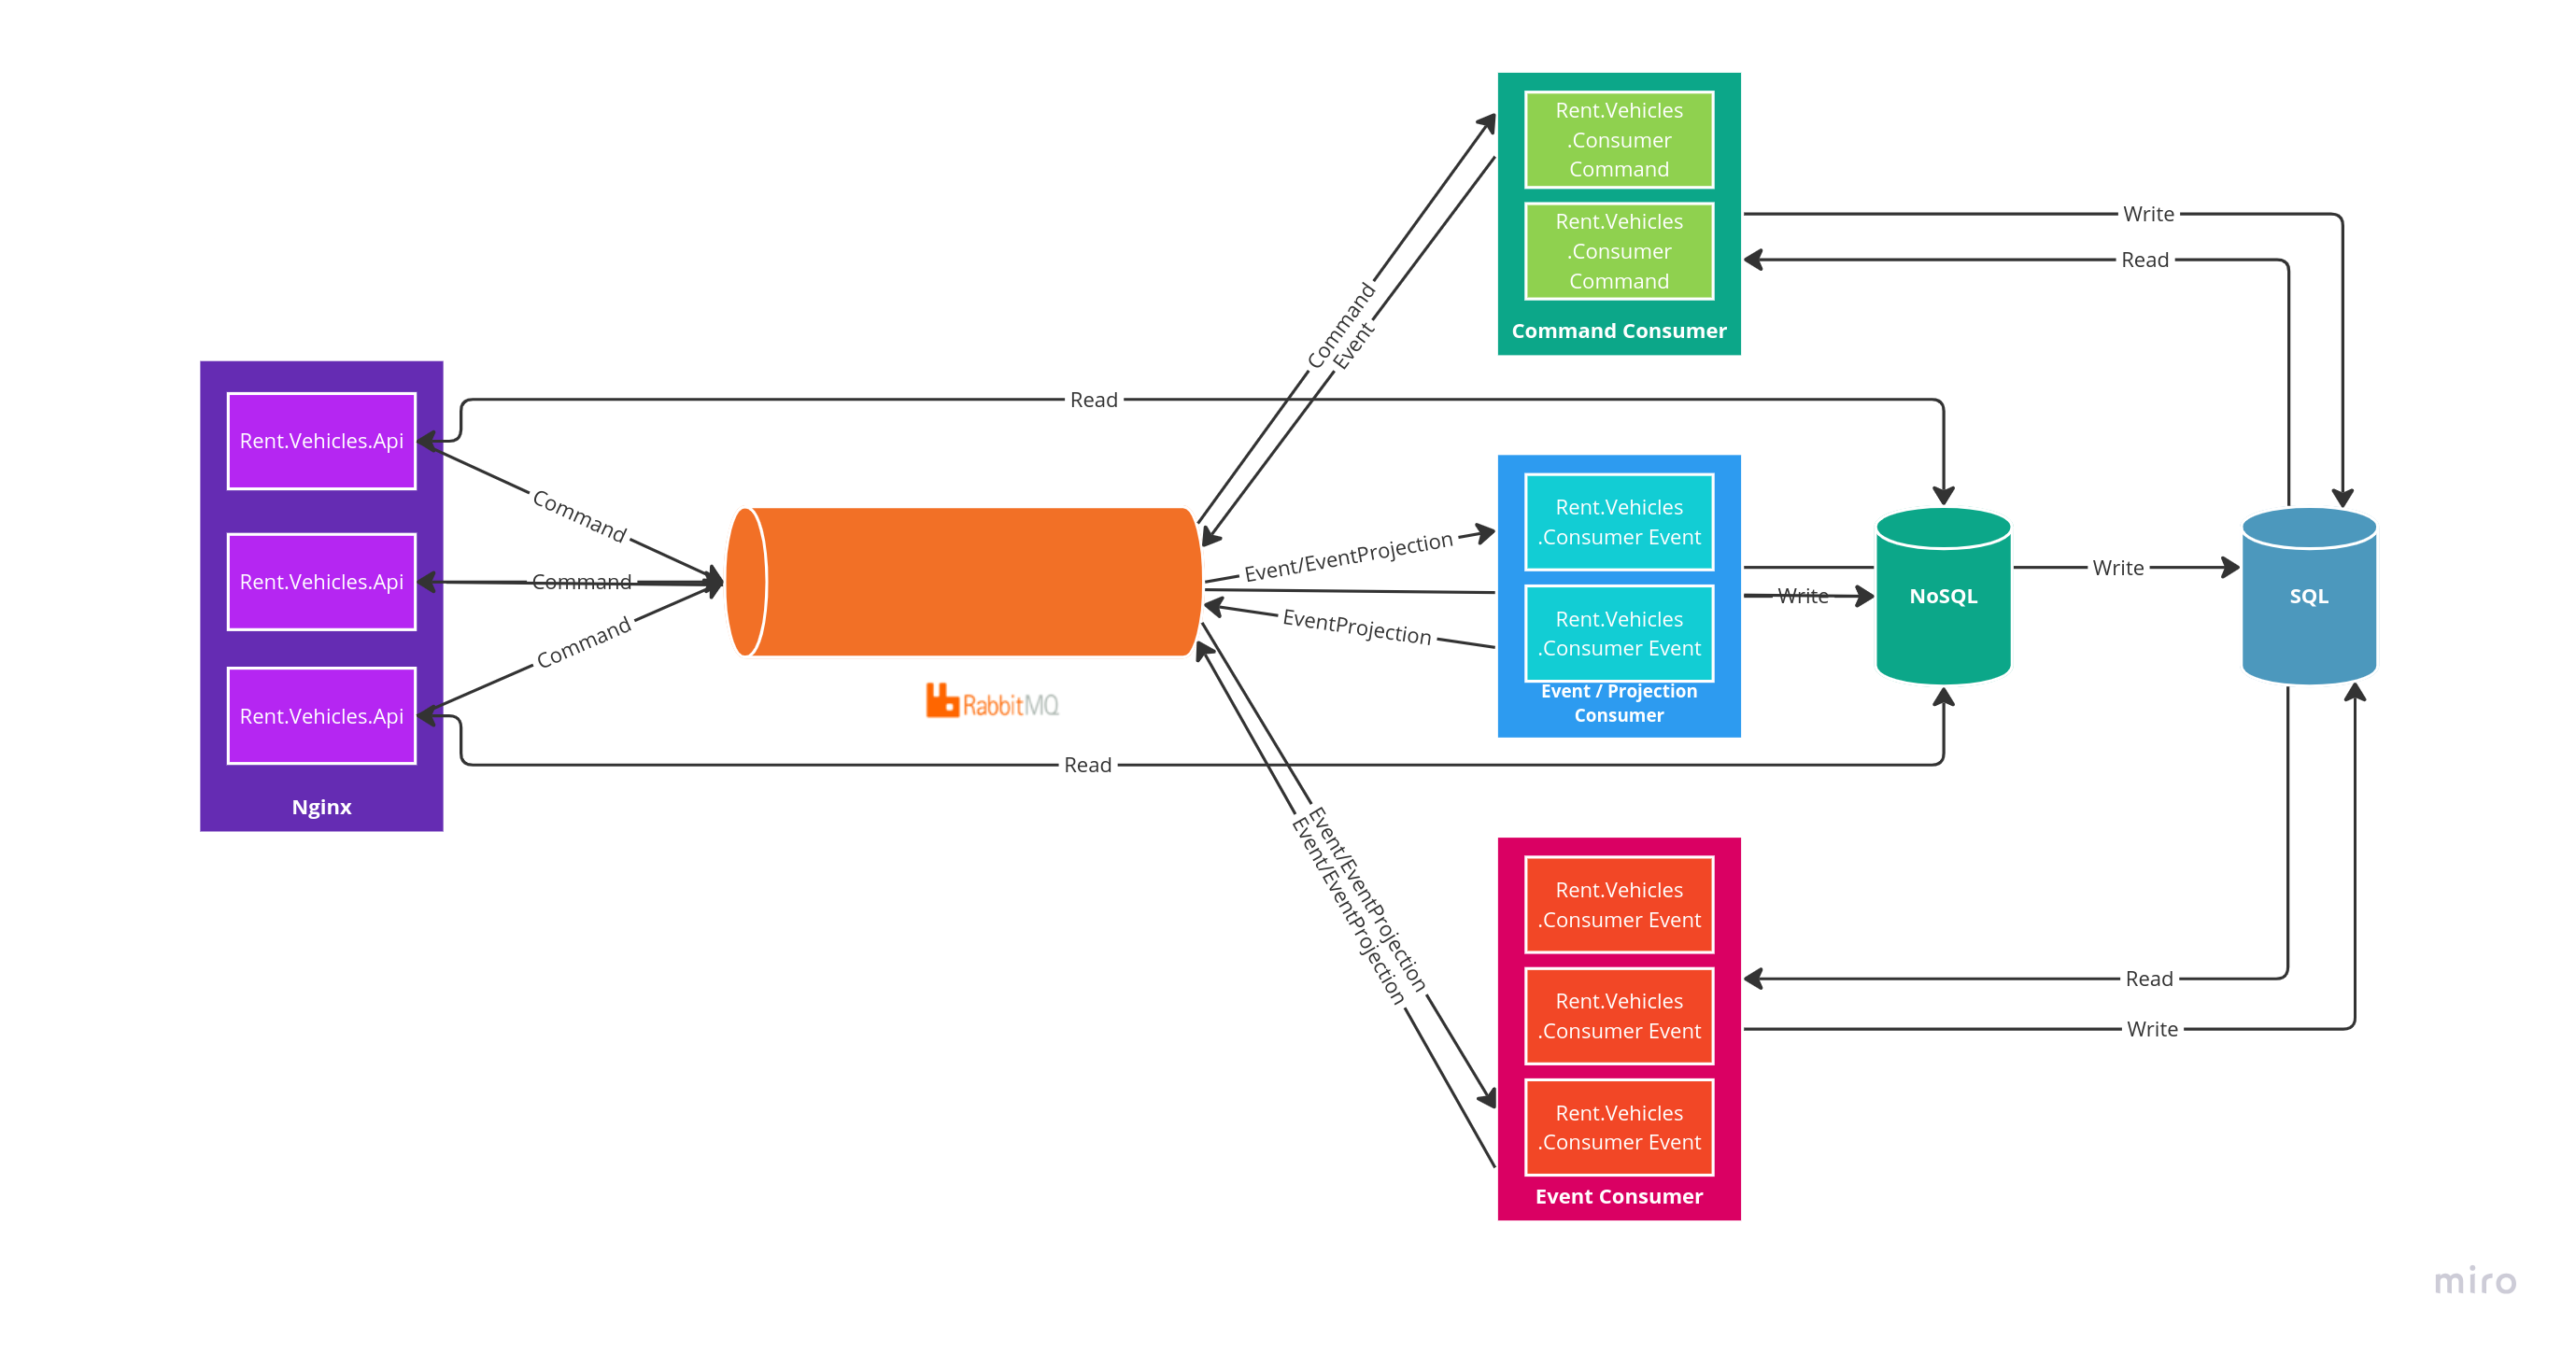 Rent.Vehicles.Api
Rent.Vehicles.Api
Rent.Vehicles.Api
Nginx
Command
Command
Command
Read
Read
RabbitMQ
Command
Event
Event/EventProjection
EventProjection
Event/EventProjection
Event/EventProjection
Rent.Vehicles
.Consumer
Command
Rent.Vehicles
.Consumer
Command
Command Consumer
Rent.Vehicles
.Consumer Event
Rent.Vehicles
.Consumer Event
Event / Projection
Consumer
Rent.Vehicles
.Consumer Event
Rent.Vehicles
.Consumer Event
Rent.Vehicles
.Consumer Event
Event Consumer
Write
Read
Write
NoSQL
Write
SQL
Read
Write
miro